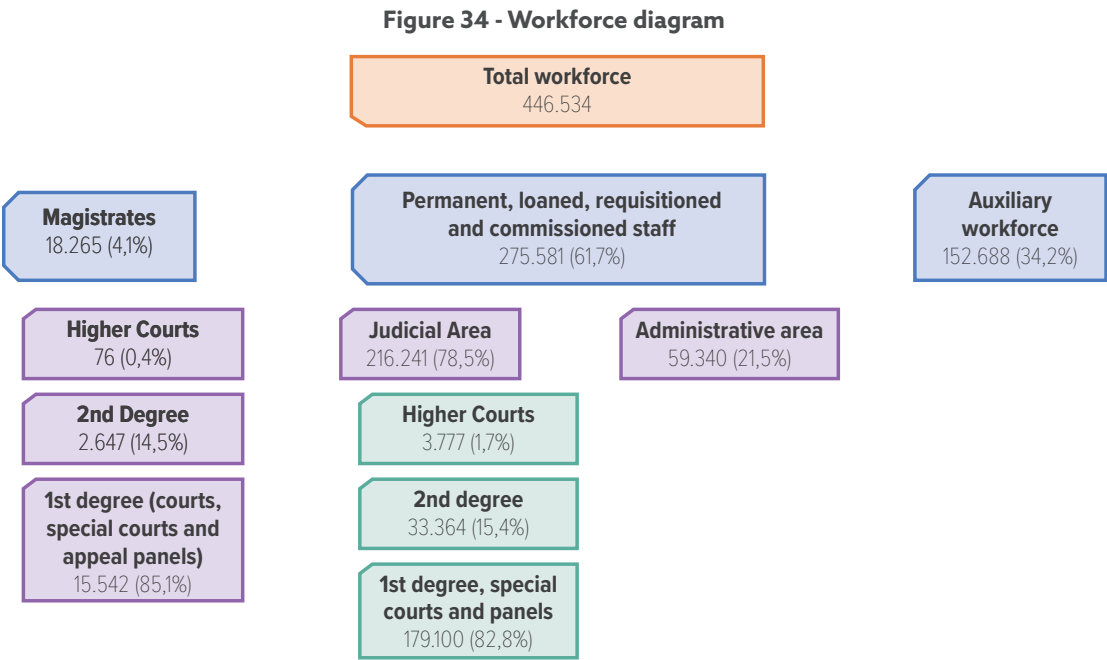 Figure 34 - Workforce diagram
Total workforce
446.534
Magistrates
18.265 (4,1%)
Permanent, loaned, requisitioned
and commissioned staff
275.581 (61,7%)
Auxiliary
workforce
152.688 (34,2%)
Higher Courts
76 (0,4%)
Judicial Area
216.241 (78,5%)
Administrative area
59.340 (21,5%)
2nd Degree
2.647 (14,5%)
Higher Courts
3.777 (1,7%)
1st degree (courts,
special courts and
appeal panels)
15.542 (85,1%)
2nd degree
33.364 (15,4%)
1st degree, special
courts and panels
179.100 (82,8%)